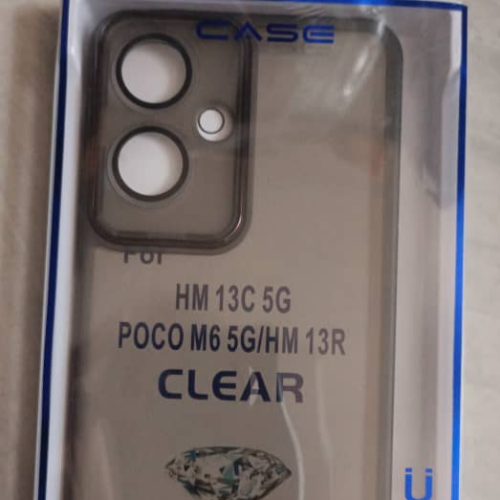 CASE
For
HM 13C 5G
POCO M6 5G/HM 13R
CLEAR
Ü